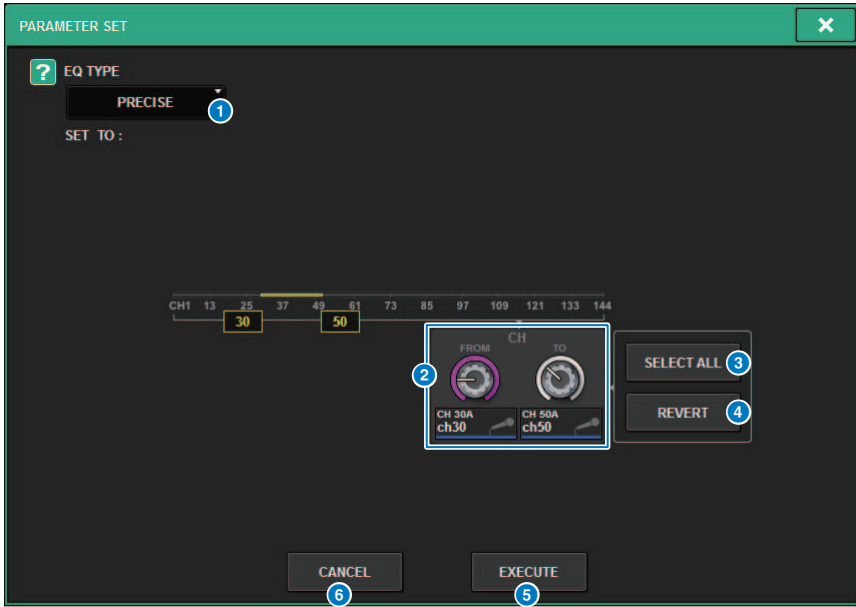 PARAMETER SET
?
EQ TYPE
PRECISE
1
SET TO :
CH1 13 25 37 49 61 73 85 97 109 121 133 144
30 50
CH
FROM TO
2
SELECT ALL 3
CH 30A CH 50A
ch30 ch50
REVERT 4
CANCEL EXECUTE
6 5